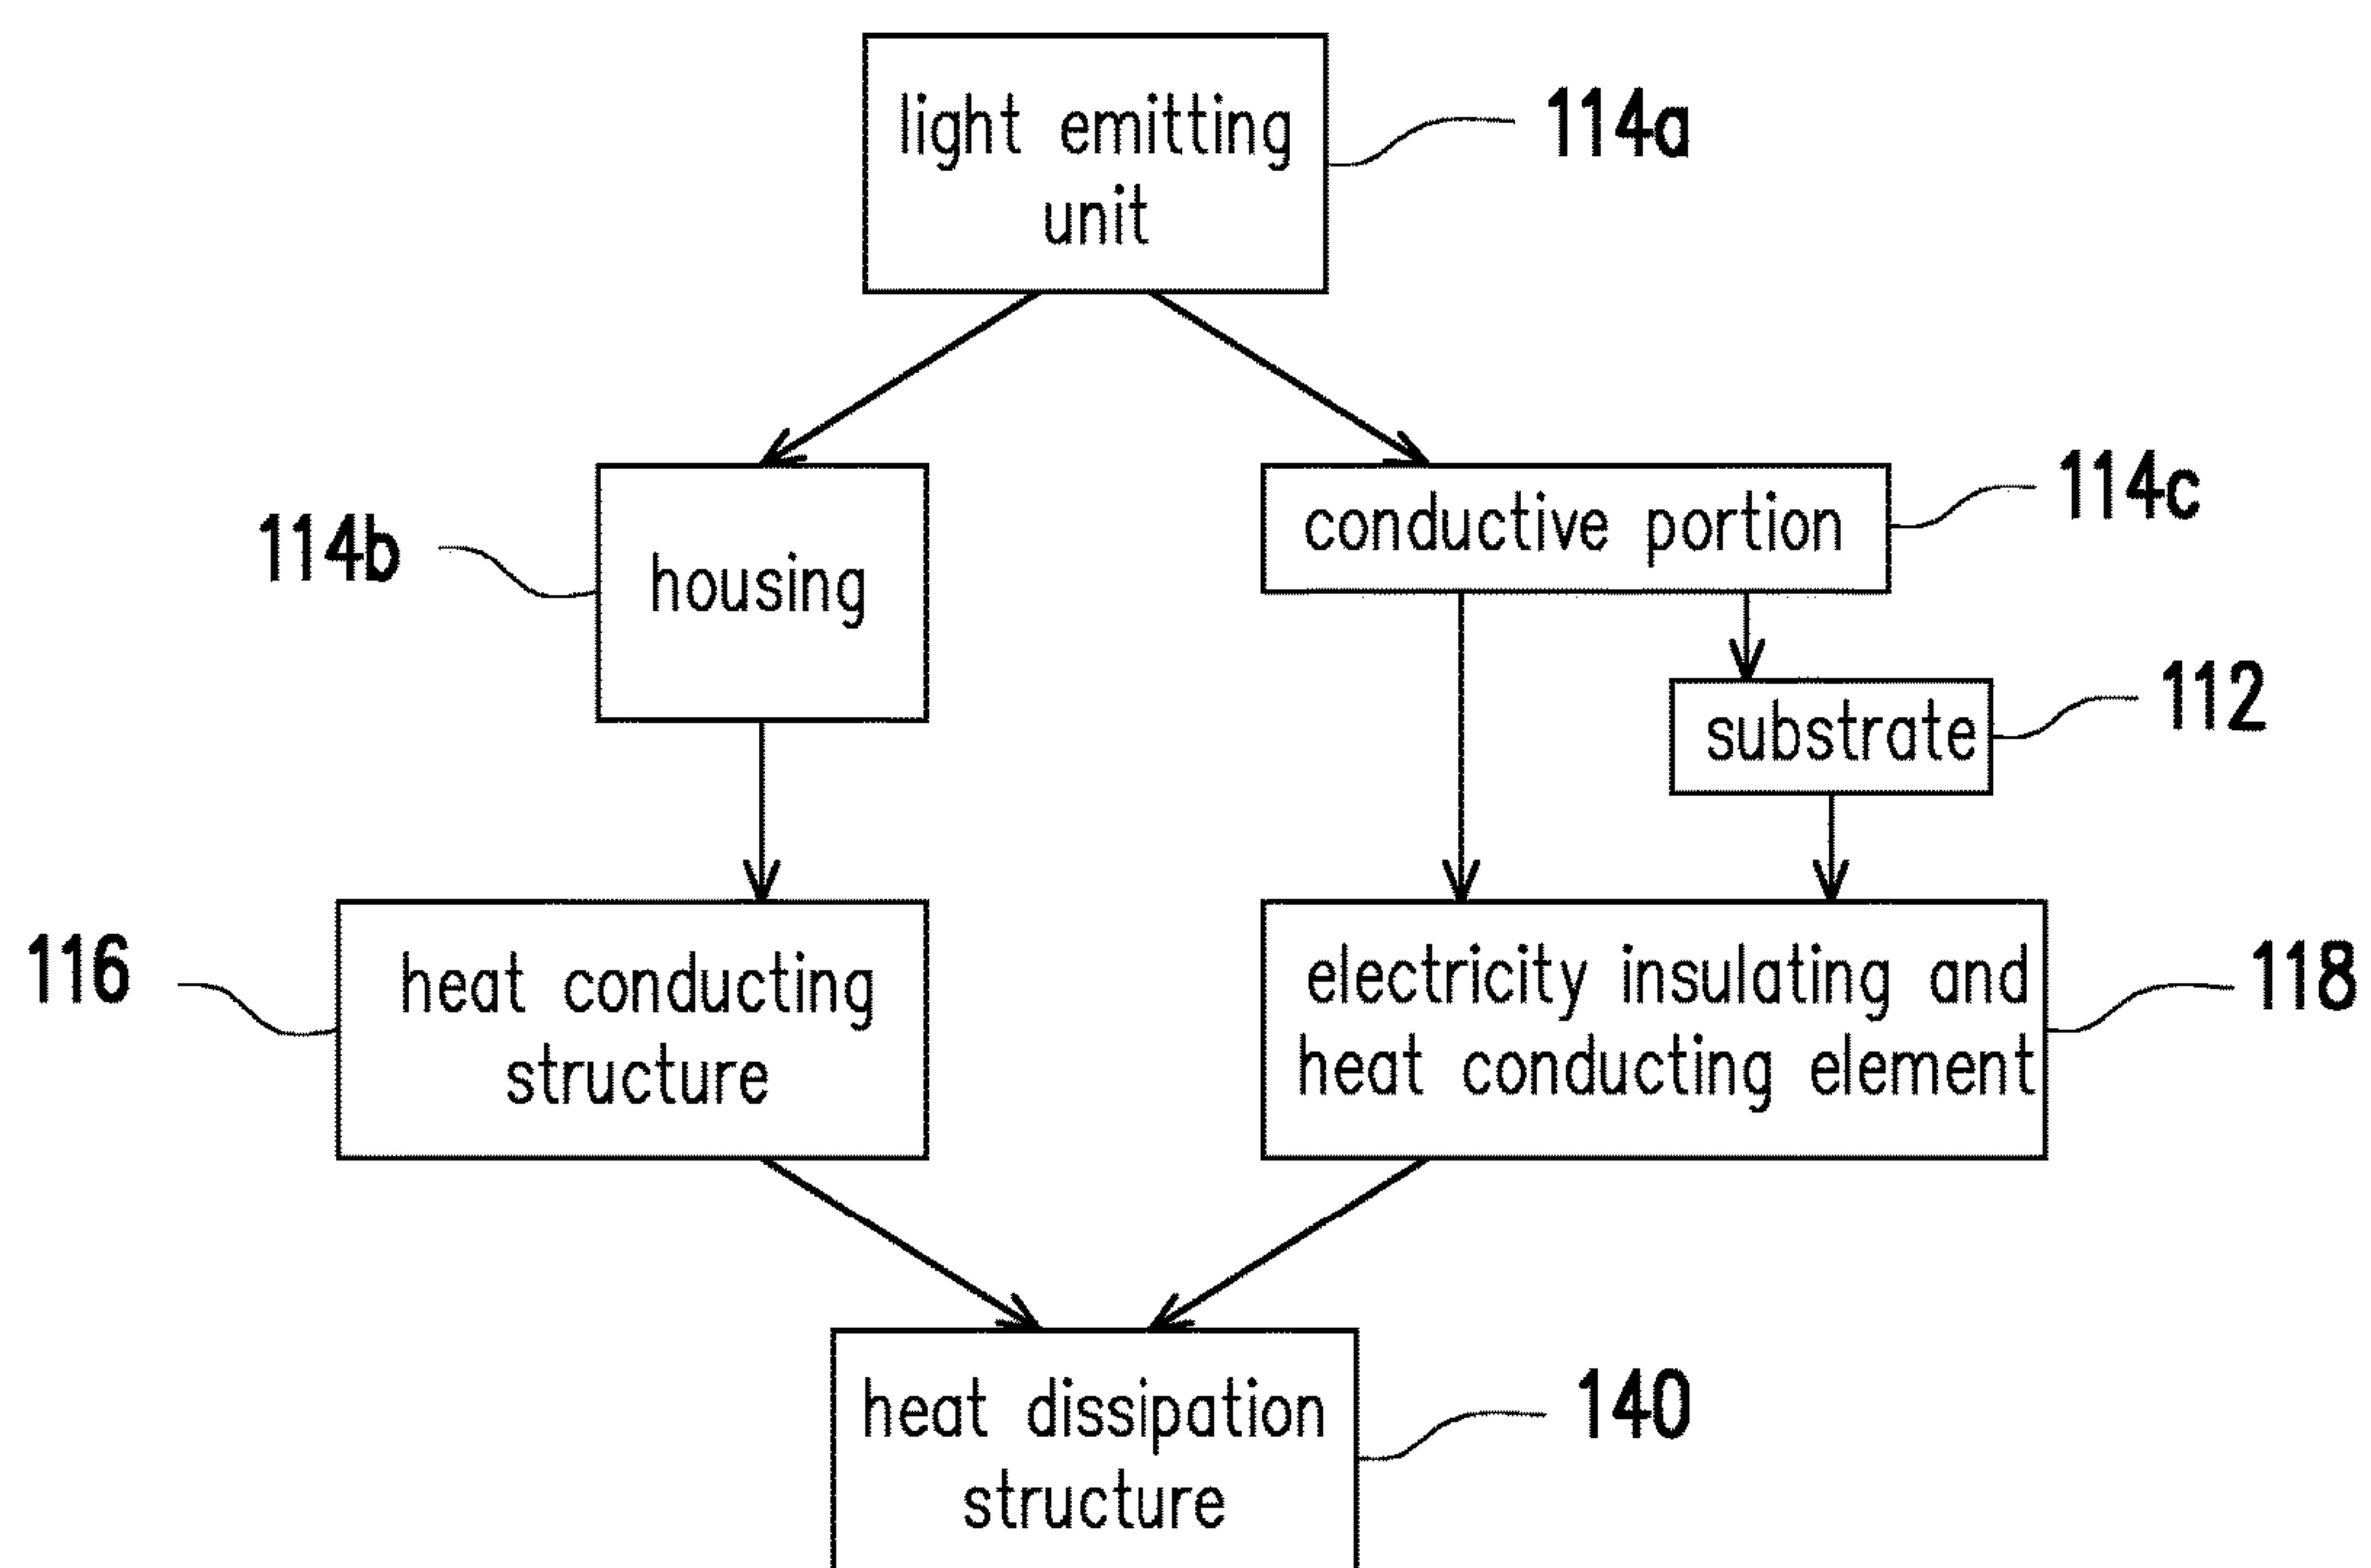 light emitting
unit
114a
114b
housing
conductive portion
114c
substrate
112
116
heat conducting
structure
electricity insulating and
heat conducting element
118
heat dissipation
structure
140